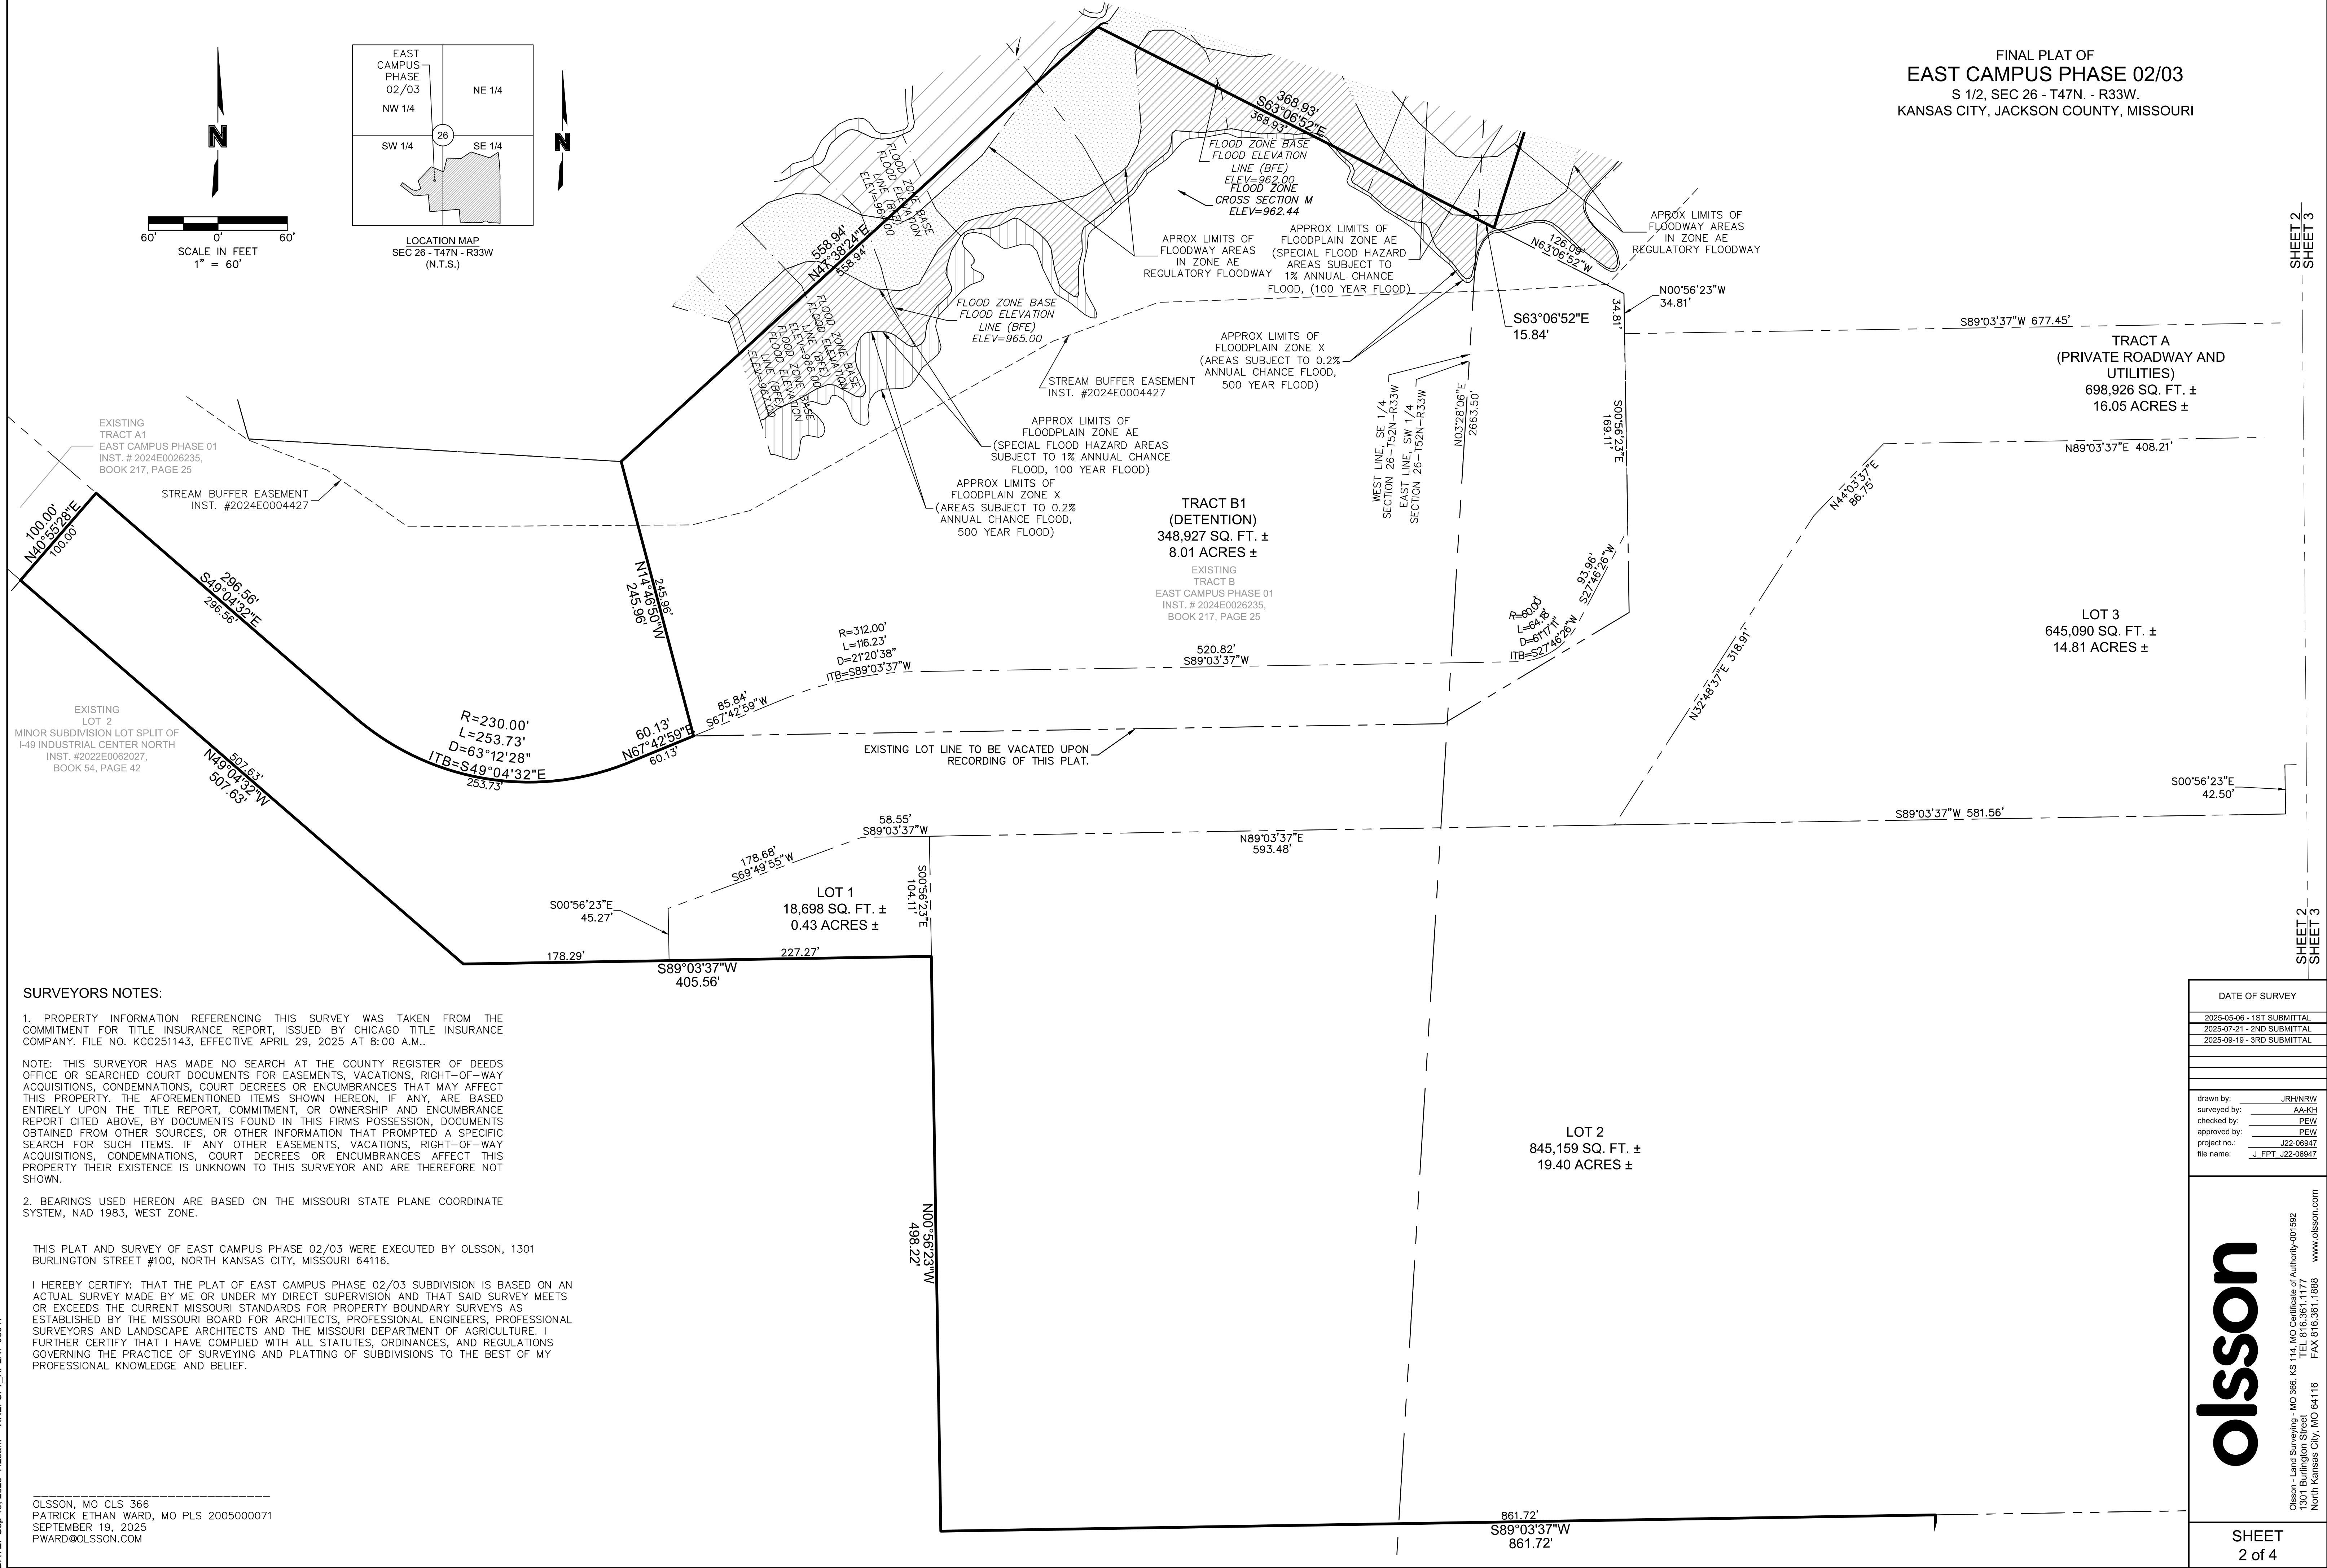 FINAL PLAT OF
EAST CAMPUS PHASE 02/03
S 1/2, SEC 26 - T47N. - R33W.
KANSAS CITY, JACKSON COUNTY, MISSOURI
N
60' 0' 60'
SCALE IN FEET
1" = 60'
EAST
CAMPUS
PHASE
02/03
NW 1/4
NE 1/4
26
SW 1/4
SE 1/4
LOCATION MAP
SEC 26 - T47N - R33W
(N.T.S.)
N
368.93'
S63°06'52"E
368.93'
FLOOD ZONE BASE
FLOOD ELEVATION
LINE (BFE)
ELEV=962.00
FLOOD ZONE
CROSS SECTION M
ELEV=962.44
FLOOD ZONE BASE
FLOOD ELEVATION
LINE (BFE)
558.94'
N47°38'24"E
558.94'
APROX LIMITS OF
FLOODWAY AREAS
IN ZONE AE
REGULATORY FLOODWAY
APPROX LIMITS OF
FLOODPLAIN ZONE AE
(SPECIAL FLOOD HAZARD
AREAS SUBJECT TO
1% ANNUAL CHANCE
FLOOD, (100 YEAR FLOOD)
APROX LIMITS OF
FLOODWAY AREAS
IN ZONE AE
REGULATORY FLOODWAY
126.09'
N63°06'52"W
N00°56'23"W
34.81'
34.81'
S63°06'52"E
15.84'
FLOOD ZONE BASE
FLOOD ELEVATION
LINE (BFE)
ELEV=965.00
FLOOD ZONE BASE
FLOOD ELEVATION
LINE (BFE)
ELEV=966.00
FLOOD ZONE BASE
FLOOD ELEVATION
LINE (BFE)
ELEV=967.00
APPROX LIMITS OF
FLOODPLAIN ZONE X
(AREAS SUBJECT TO 0.2%
ANNUAL CHANCE FLOOD,
500 YEAR FLOOD)
STREAM BUFFER EASEMENT
INST. #2024E0004427
APPROX LIMITS OF
FLOODPLAIN ZONE AE
(SPECIAL FLOOD HAZARD AREAS
SUBJECT TO 1% ANNUAL CHANCE
FLOOD, 100 YEAR FLOOD)
APPROX LIMITS OF
FLOODPLAIN ZONE X
(AREAS SUBJECT TO 0.2%
ANNUAL CHANCE FLOOD,
500 YEAR FLOOD)
S89°03'37"W 677.45'
TRACT A
(PRIVATE ROADWAY AND
UTILITIES)
698,926 SQ. FT. ±
16.05 ACRES ±
N89°03'37"E 408.21'
N44°03'37"E
86.75'
SHEET 2
SHEET 3
WEST LINE, SE 1/4
SECTION 26-T52N-R33W
EAST LINE, SW 1/4
SECTION 26-T52N-R33W
N03°28'06"E
2663.50'
S00°56'23"E
169.11'
EXISTING
TRACT A1
EAST CAMPUS PHASE 01
INST. # 2024E0026235,
BOOK 217, PAGE 25
STREAM BUFFER EASEMENT
INST. #2024E0004427
100.00'
N40°55'28"E
100.00'
296.56'
S49°04'32"E
296.56'
245.96'
N14°46'50"W
245.96'
TRACT B1
(DETENTION)
348,927 SQ. FT. ±
8.01 ACRES ±
EXISTING
TRACT B
EAST CAMPUS PHASE 01
INST. # 2024E0026235,
BOOK 217, PAGE 25
93.96'
S27°46'26"W
R=60.00'
L=64.18'
D=61°17'11"
ITB=S27°46'26"W
R=312.00'
L=116.23'
D=21°20'38"
ITB=S89°03'37"W
520.82'
S89°03'37"W
85.84'
S67°42'59"W
60.13'
N67°42'59"E
60.13'
R=230.00'
L=253.73'
D=63°12'28"
ITB=S49°04'32"E
253.73'
EXISTING
LOT 2
MINOR SUBDIVISION LOT SPLIT OF
I-49 INDUSTRIAL CENTER NORTH
INST. #2022E0062027,
BOOK 54, PAGE 42
507.63'
N49°04'32"W
507.63'
EXISTING LOT LINE TO BE VACATED UPON
RECORDING OF THIS PLAT.
N32°48'37"E 318.91'
LOT 3
645,090 SQ. FT. ±
14.81 ACRES ±
S00°56'23"E
42.50'
S89°03'37"W 581.56'
58.55'
S89°03'37"W
N89°03'37"E
593.48'
178.68'
S69°49'55"W
LOT 1
18,698 SQ. FT. ±
0.43 ACRES ±
S00°56'23"E
104.11'
S00°56'23"E
45.27'
178.29'
227.27'
S89°03'37"W
405.56'
SHEET 2
SHEET 3
SURVEYORS NOTES:
1. PROPERTY INFORMATION REFERENCING THIS SURVEY WAS TAKEN FROM THE
COMMITMENT FOR TITLE INSURANCE REPORT, ISSUED BY CHICAGO TITLE INSURANCE
COMPANY. FILE NO. KCC251143, EFFECTIVE APRIL 29, 2025 AT 8:00 A.M..
NOTE: THIS SURVEYOR HAS MADE NO SEARCH AT THE COUNTY REGISTER OF DEEDS
OFFICE OR SEARCHED COURT DOCUMENTS FOR EASEMENTS, VACATIONS, RIGHT-OF-WAY
ACQUISITIONS, CONDEMNATIONS, COURT DECREES OR ENCUMBRANCES THAT MAY AFFECT
THIS PROPERTY. THE AFOREMENTIONED ITEMS SHOWN HEREON, IF ANY, ARE BASED
ENTIRELY UPON THE TITLE REPORT, COMMITMENT, OR OWNERSHIP AND ENCUMBRANCE
REPORT CITED ABOVE, BY DOCUMENTS FOUND IN THIS FIRMS POSSESSION, DOCUMENTS
OBTAINED FROM OTHER SOURCES, OR OTHER INFORMATION THAT PROMPTED A SPECIFIC
SEARCH FOR SUCH ITEMS. IF ANY OTHER EASEMENTS, VACATIONS, RIGHT-OF-WAY
ACQUISITIONS, CONDEMNATIONS, COURT DECREES OR ENCUMBRANCES AFFECT THIS
PROPERTY THEIR EXISTENCE IS UNKNOWN TO THIS SURVEYOR AND ARE THEREFORE NOT
SHOWN.
2. BEARINGS USED HEREON ARE BASED ON THE MISSOURI STATE PLANE COORDINATE
SYSTEM, NAD 1983, WEST ZONE.
THIS PLAT AND SURVEY OF EAST CAMPUS PHASE 02/03 WERE EXECUTED BY OLSSON, 1301
BURLINGTON STREET #100, NORTH KANSAS CITY, MISSOURI 64116.
I HEREBY CERTIFY: THAT THE PLAT OF EAST CAMPUS PHASE 02/03 SUBDIVISION IS BASED ON AN
ACTUAL SURVEY MADE BY ME OR UNDER MY DIRECT SUPERVISION AND THAT SAID SURVEY MEETS
OR EXCEEDS THE CURRENT MISSOURI STANDARDS FOR PROPERTY BOUNDARY SURVEYS AS
ESTABLISHED BY THE MISSOURI BOARD FOR ARCHITECTS, PROFESSIONAL ENGINEERS, PROFESSIONAL
SURVEYORS AND LANDSCAPE ARCHITECTS AND THE MISSOURI DEPARTMENT OF AGRICULTURE. I
FURTHER CERTIFY THAT I HAVE COMPLIED WITH ALL STATUTES, ORDINANCES, AND REGULATIONS
GOVERNING THE PRACTICE OF SURVEYING AND PLATTING OF SUBDIVISIONS TO THE BEST OF MY
PROFESSIONAL KNOWLEDGE AND BELIEF.
OLSSON, MO CLS 366
PATRICK ETHAN WARD, MO PLS 2005000071
SEPTEMBER 19, 2025
PWARD@OLSSON.COM
N00°56'23"W
498.22'
LOT 2
845,159 SQ. FT. ±
19.40 ACRES ±
861.72'
S89°03'37"W
861.72'
DATE OF SURVEY
2025-05-06 - 1ST SUBMITTAL
2025-07-21 - 2ND SUBMITTAL
2025-09-19 - 3RD SUBMITTAL
drawn by: JRH/NRW
surveyed by: AA-KH
checked by: PEW
approved by: PEW
project no.: J22-06947
file name: J_FPT_J22-06947
olsson
Olsson - Land Surveying - MO 366, KS 114, MO Certificate of Authority-001592
1301 Burlington Street TEL 816.361.1177
North Kansas City, MO 64116 FAX 816.361.1888 www.olsson.com
SHEET
2 of 4